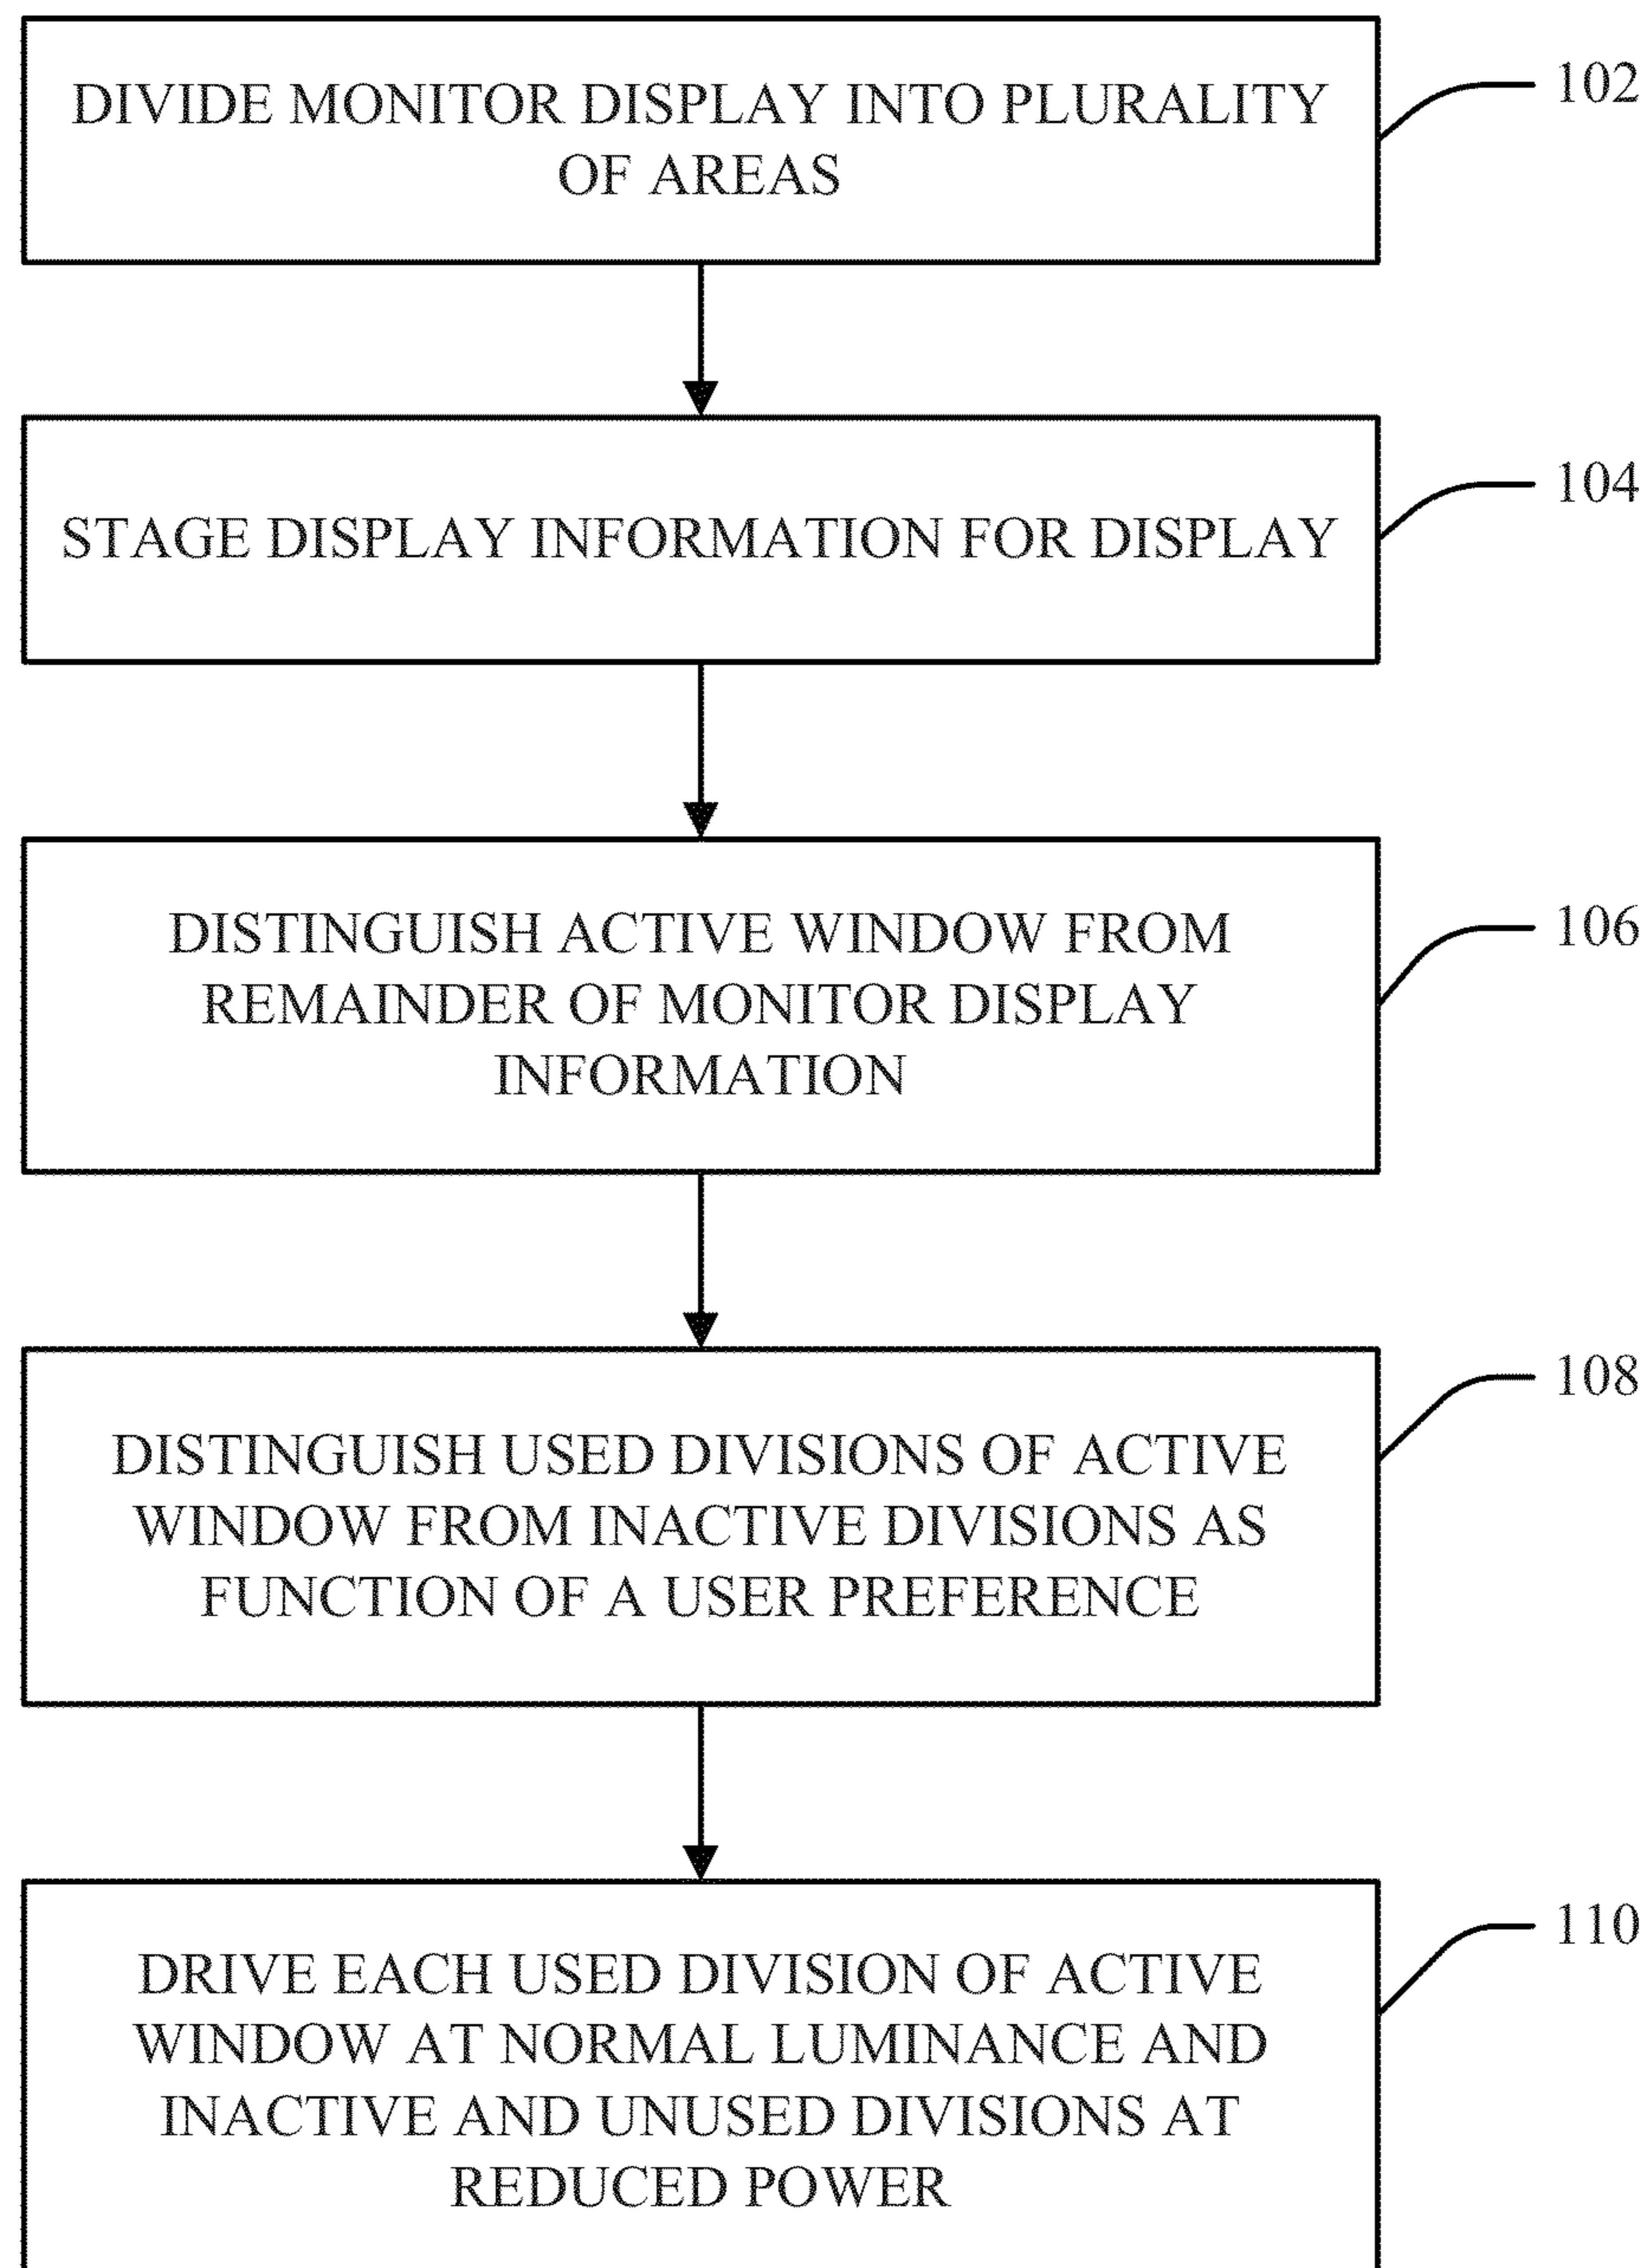 DIVIDE MONITOR DISPLAY INTO PLURALITY
OF AREAS
102
STAGE DISPLAY INFORMATION FOR DISPLAY
104
DISTINGUISH ACTIVE WINDOW FROM
REMAINDER OF MONITOR DISPLAY
INFORMATION
106
DISTINGUISH USED DIVISIONS OF ACTIVE
WINDOW FROM INACTIVE DIVISIONS AS
FUNCTION OF A USER PREFERENCE
108
DRIVE EACH USED DIVISION OF ACTIVE
WINDOW AT NORMAL LUMINANCE AND
INACTIVE AND UNUSED DIVISIONS AT
REDUCED POWER
110